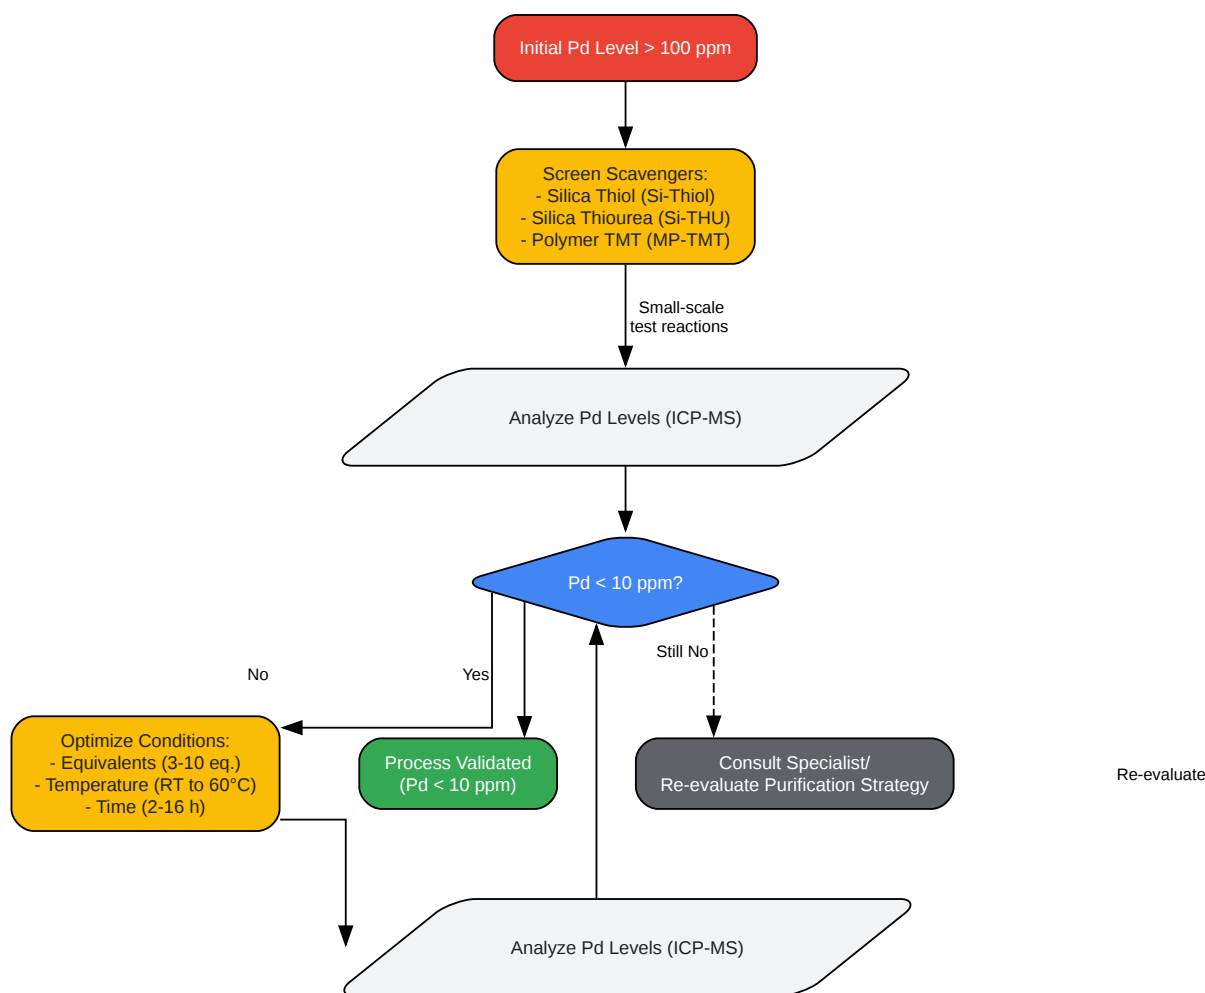 Initial Pd Level > 100 ppm
Screen Scavengers:
- Silica Thiol (Si-Thiol)
- Silica Thiourea (Si-THU)
- Polymer TMT (MP-TMT)
Small-scale
test reactions
Analyze Pd Levels (ICP-MS)
Pd < 10 ppm?
No
Yes
Still No
Optimize Conditions:
- Equivalents (3-10 eq.)
- Temperature (RT to 60°C)
- Time (2-16 h)
Process Validated
(Pd < 10 ppm)
Consult Specialist/
Re-evaluate Purification Strategy
Re-evaluate
Analyze Pd Levels (ICP-MS)